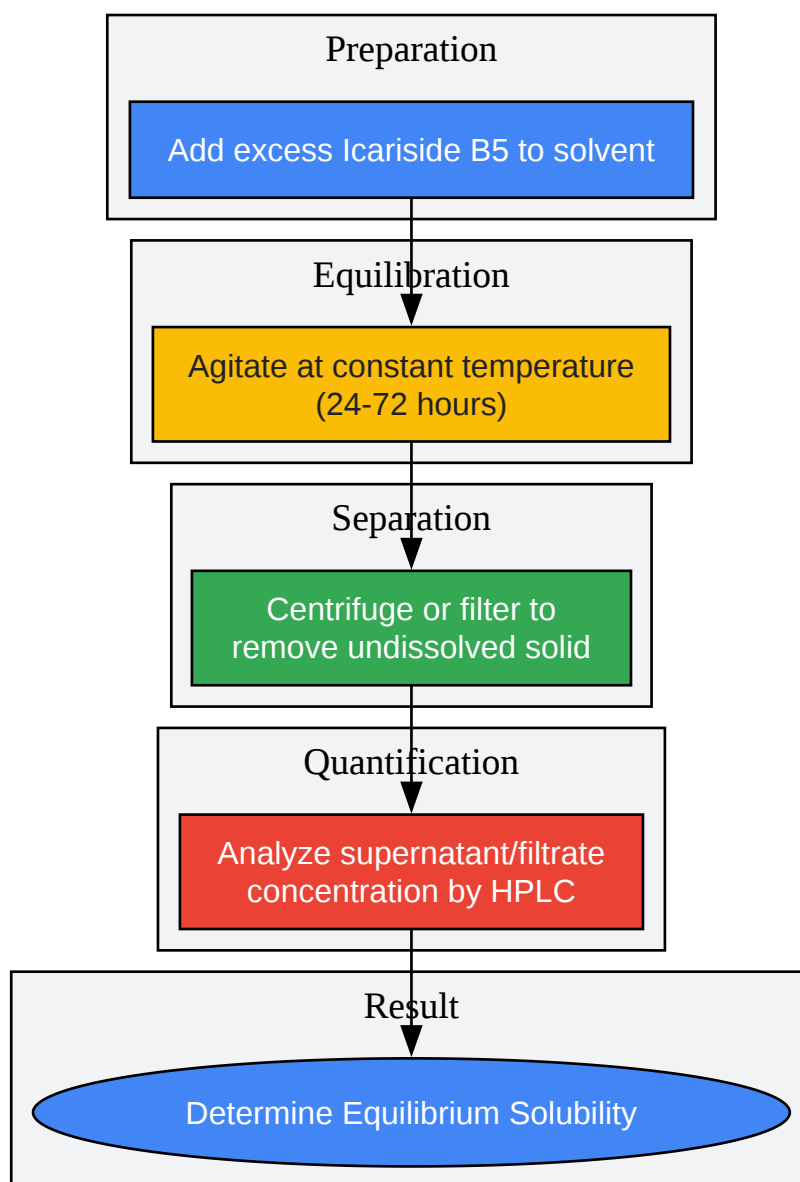 Preparation
Add excess Icariside B5 to solvent
Equilibration
Agitate at constant temperature
(24-72 hours)
Separation
Centrifuge or filter to
remove undissolved solid
Quantification
Analyze supernatant/filtrate
concentration by HPLC
Result
Determine Equilibrium Solubility